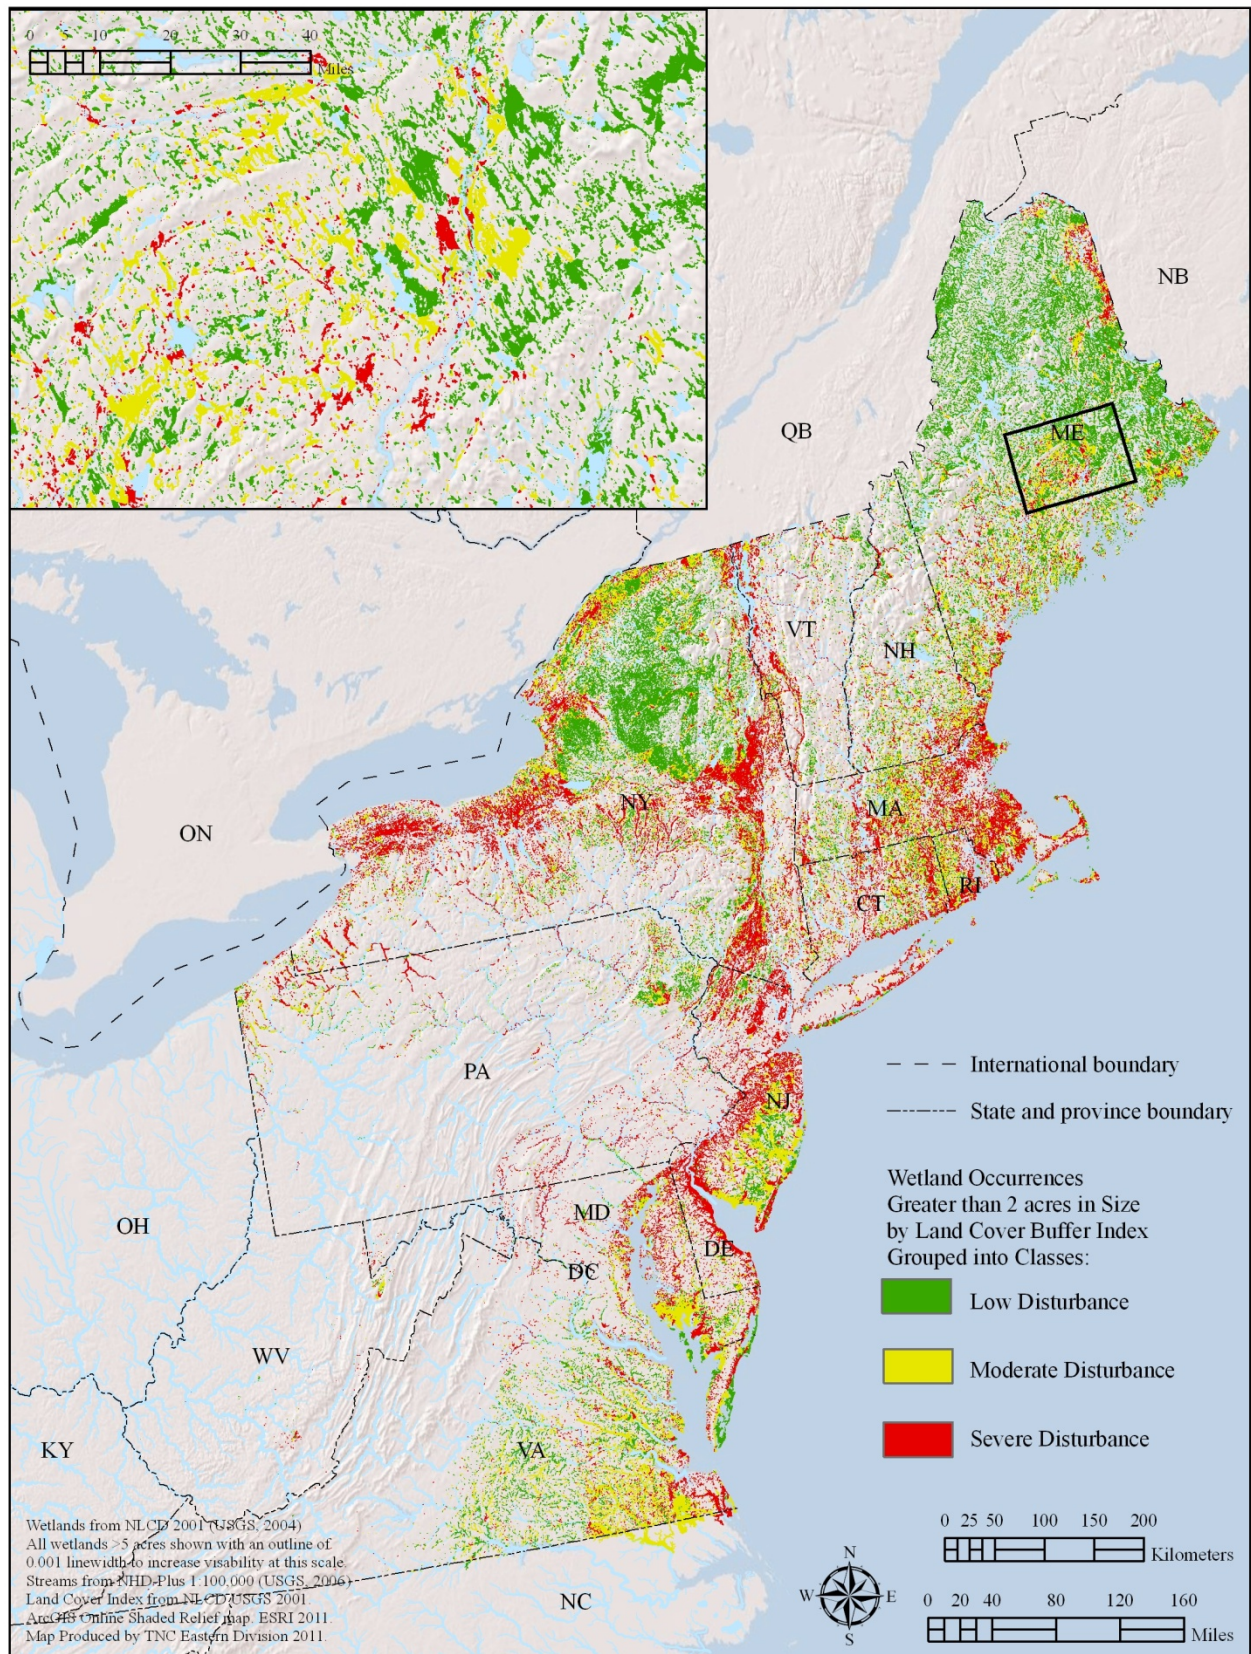 0 5 10 20 30 40
Miles
NB
QB
ME
VT
NH
ON
NY
MA
CT
RI
PA
NJ
OH
MD
DE
DC
WV
KY
VA
NC
International boundary
State and province boundary
Wetland Occurrences
Greater than 2 acres in Size
by Land Cover Buffer Index
Grouped into Classes:
Low Disturbance
Moderate Disturbance
Severe Disturbance
Wetlands from NLCD 2001 (USGS, 2004)
All wetlands >5 acres shown with an outline of
0.001 linewidth to increase visability at this scale.
Streams from NHD-Plus 1:100,000 (USGS, 2006)
Land Cover Index from NLCD USGS 2001.
ArcGIS Online Shaded Relief map. ESRI 2011.
Map Produced by TNC Eastern Division 2011.
N
W E
S
0 25 50 100 150 200
Kilometers
0 20 40 80 120 160
Miles